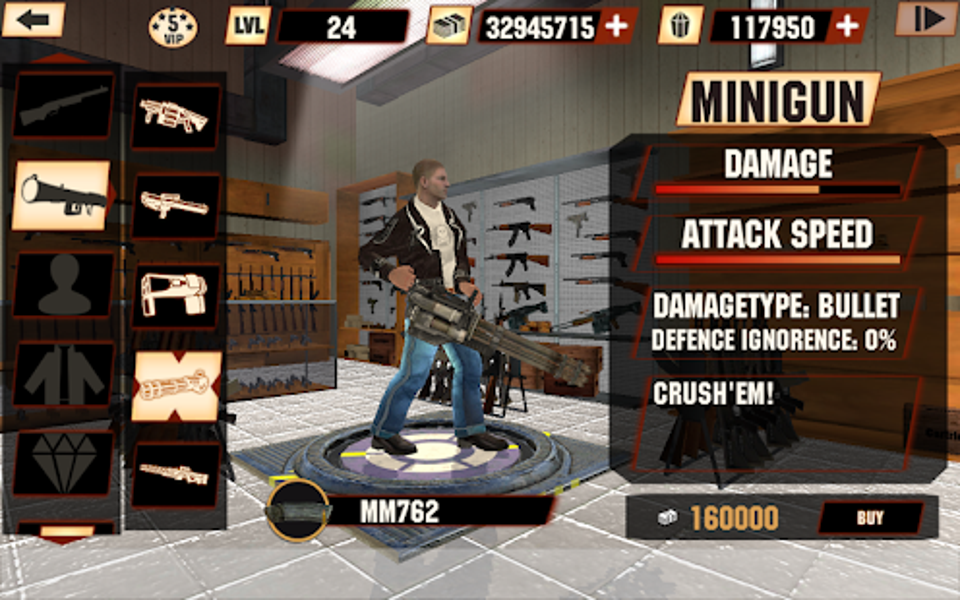 5
VIP
LVL
24
32945715 +
117950 +
MINIGUN
DAMAGE
ATTACK SPEED
DAMAGETYPE: BULLET
DEFENCE IGNORENCE: 0%
CRUSH'EM!
MM762
160000
BUY